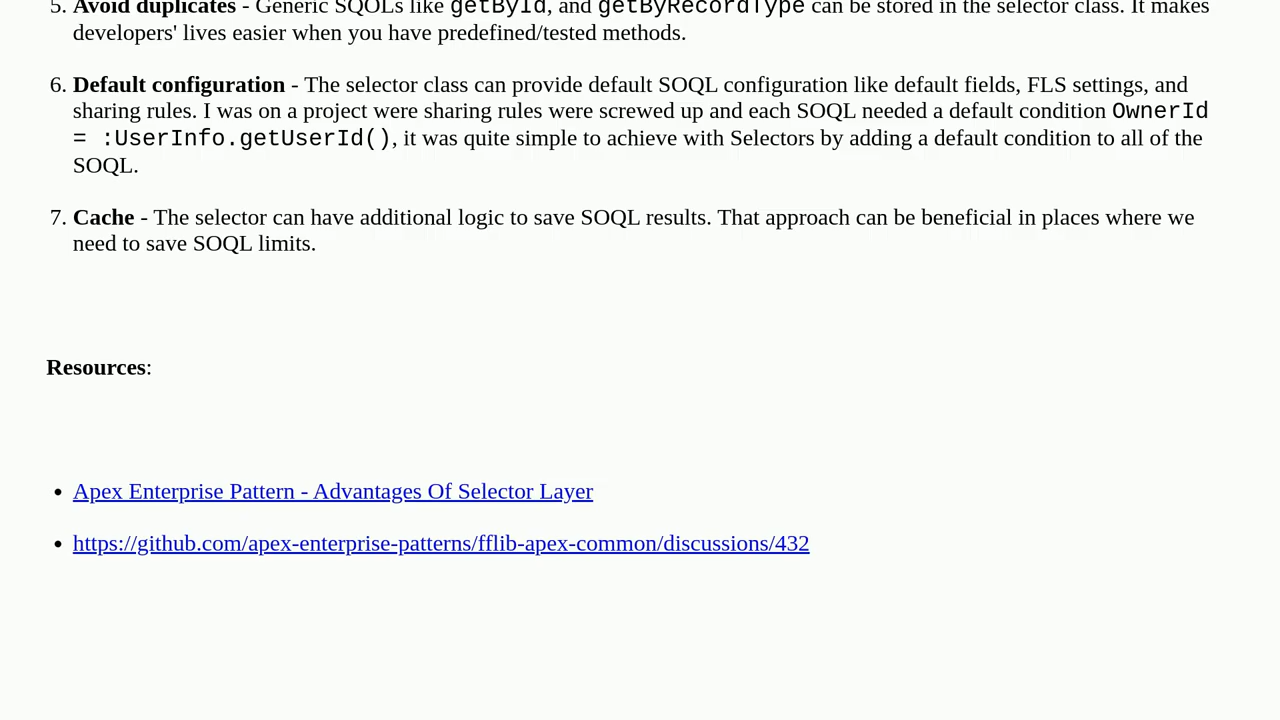 5. Avoid duplicates - Generic SQOLs like getById, and getByRecordType can be stored in the selector class. It makes
developers' lives easier when you have predefined/tested methods.
6. Default configuration - The selector class can provide default SOQL configuration like default fields, FLS settings, and
sharing rules. I was on a project were sharing rules were screwed up and each SOQL needed a default condition OwnerId
= :UserInfo.getUserId(), it was quite simple to achieve with Selectors by adding a default condition to all of the
SOQL.
7. Cache - The selector can have additional logic to save SOQL results. That approach can be beneficial in places where we
need to save SOQL limits.
Resources:
• Apex Enterprise Pattern - Advantages Of Selector Layer
• https://github.com/apex-enterprise-patterns/fflib-apex-common/discussions/432